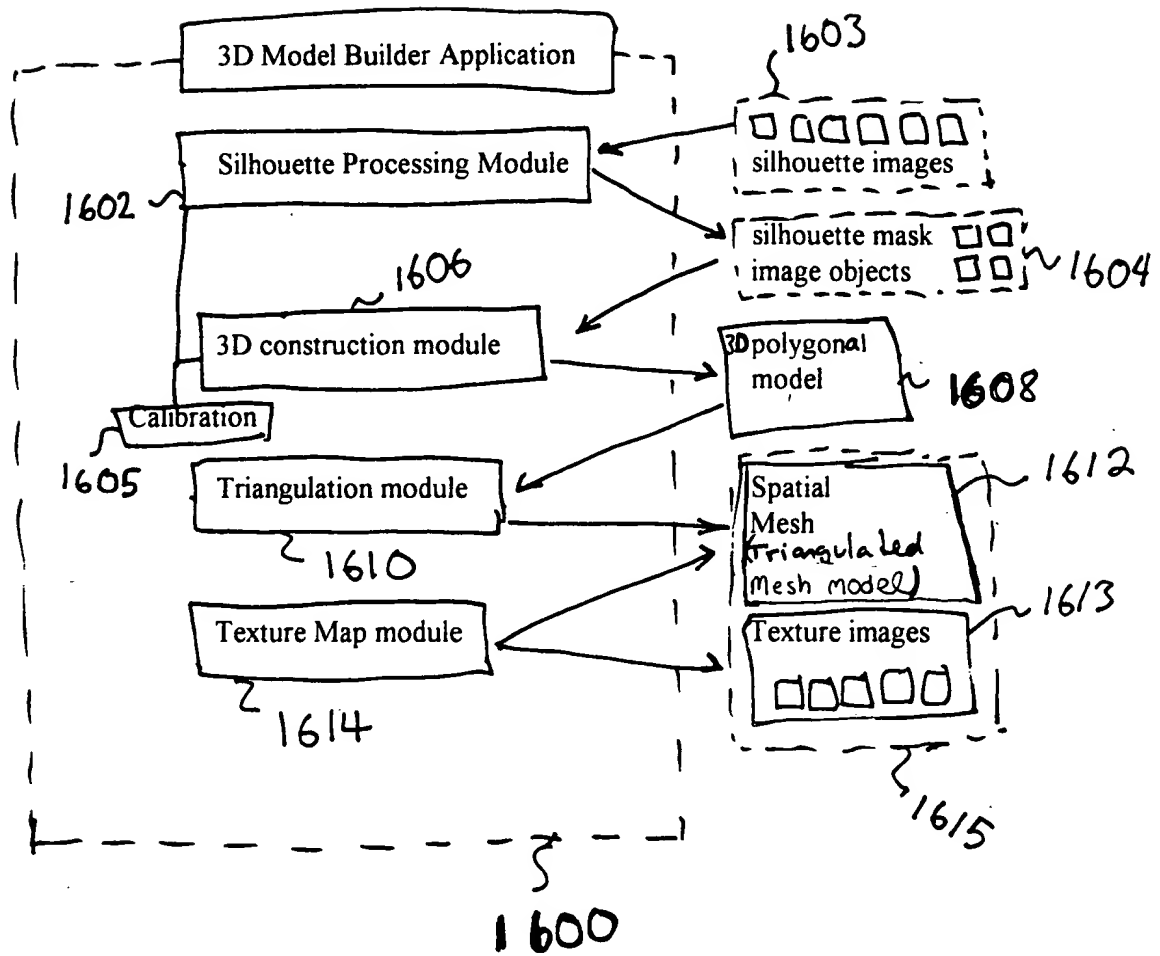 3D Model Builder Application
1603
silhouette images
Silhouette Processing Module
1602
silhouette mask
image objects
1604
1606
3D construction module
3D polygonal
model
1608
Calibration
1605
Triangulation module
1610
Spatial
Mesh
(Triangulated
Mesh model)
1612
1613
Texture Map module
1614
Texture images
1615
1600